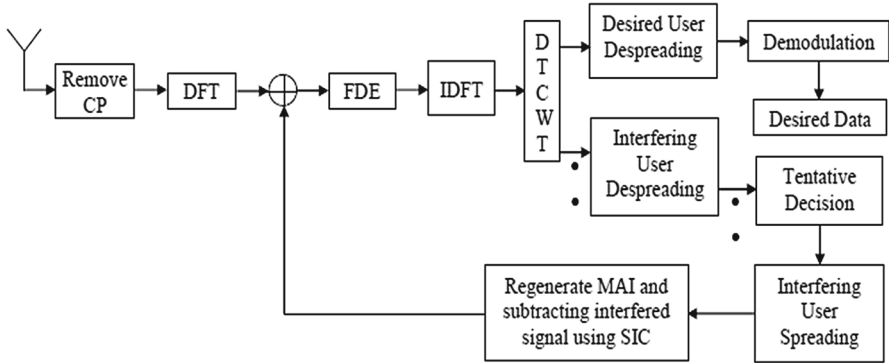 Remove
CP
DFT
FDE
IDFT
D
T
C
W
T
Desired User
Despreading
Demodulation
Desired Data
Interfering
User
Despreading
Tentative
Decision
Interfering
User
Spreading
Regenerate MAI and
subtracting interfered
signal using SIC